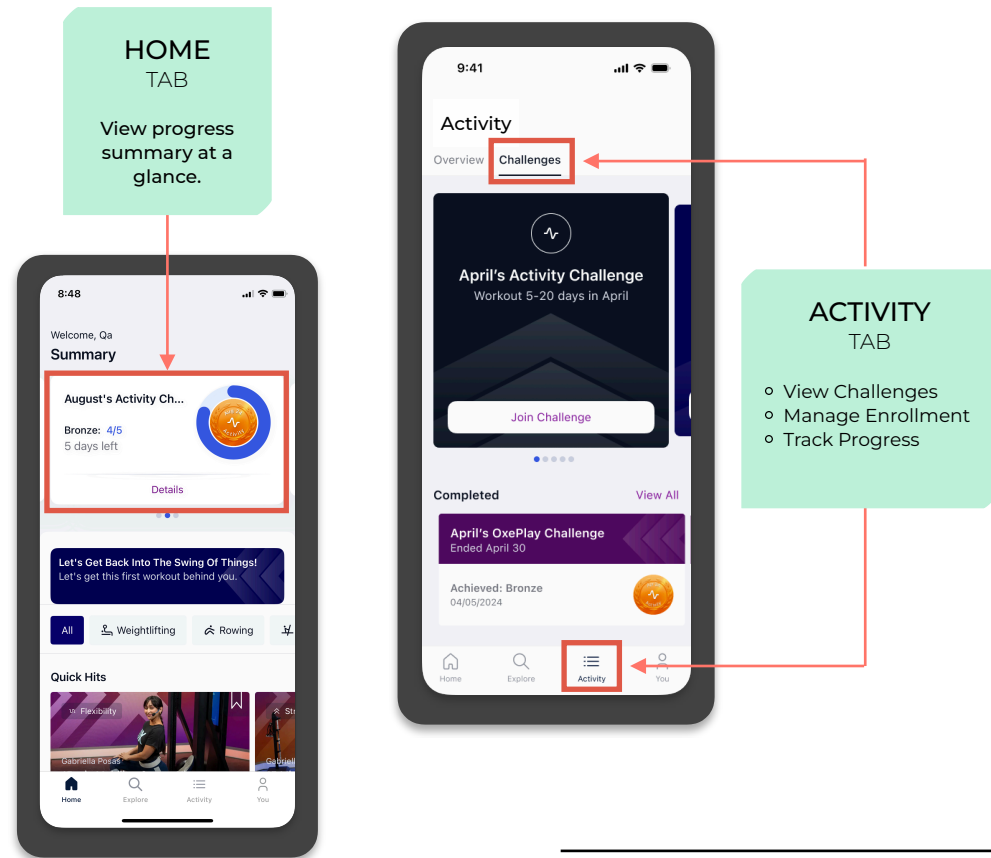 HOME
TAB
View progress
summary at a
glance.
8:48
Welcome, Qa
Summary
August's Activity Ch...
Bronze: 4/5
5 days left
Details
Let's Get Back Into The Swing Of Things!
Let's get this first workout behind you.
All
Weightlifting
Rowing
Quick Hits
Flexibility
Gabriella Posas
Home
Explore
Activity
You
9:41
Activity
Overview
Challenges
April's Activity Challenge
Workout 5-20 days in April
Join Challenge
Completed
View All
April's OxePlay Challenge
Ended April 30
Achieved: Bronze
04/05/2024
Home
Explore
Activity
You
ACTIVITY
TAB
View Challenges
Manage Enrollment
Track Progress